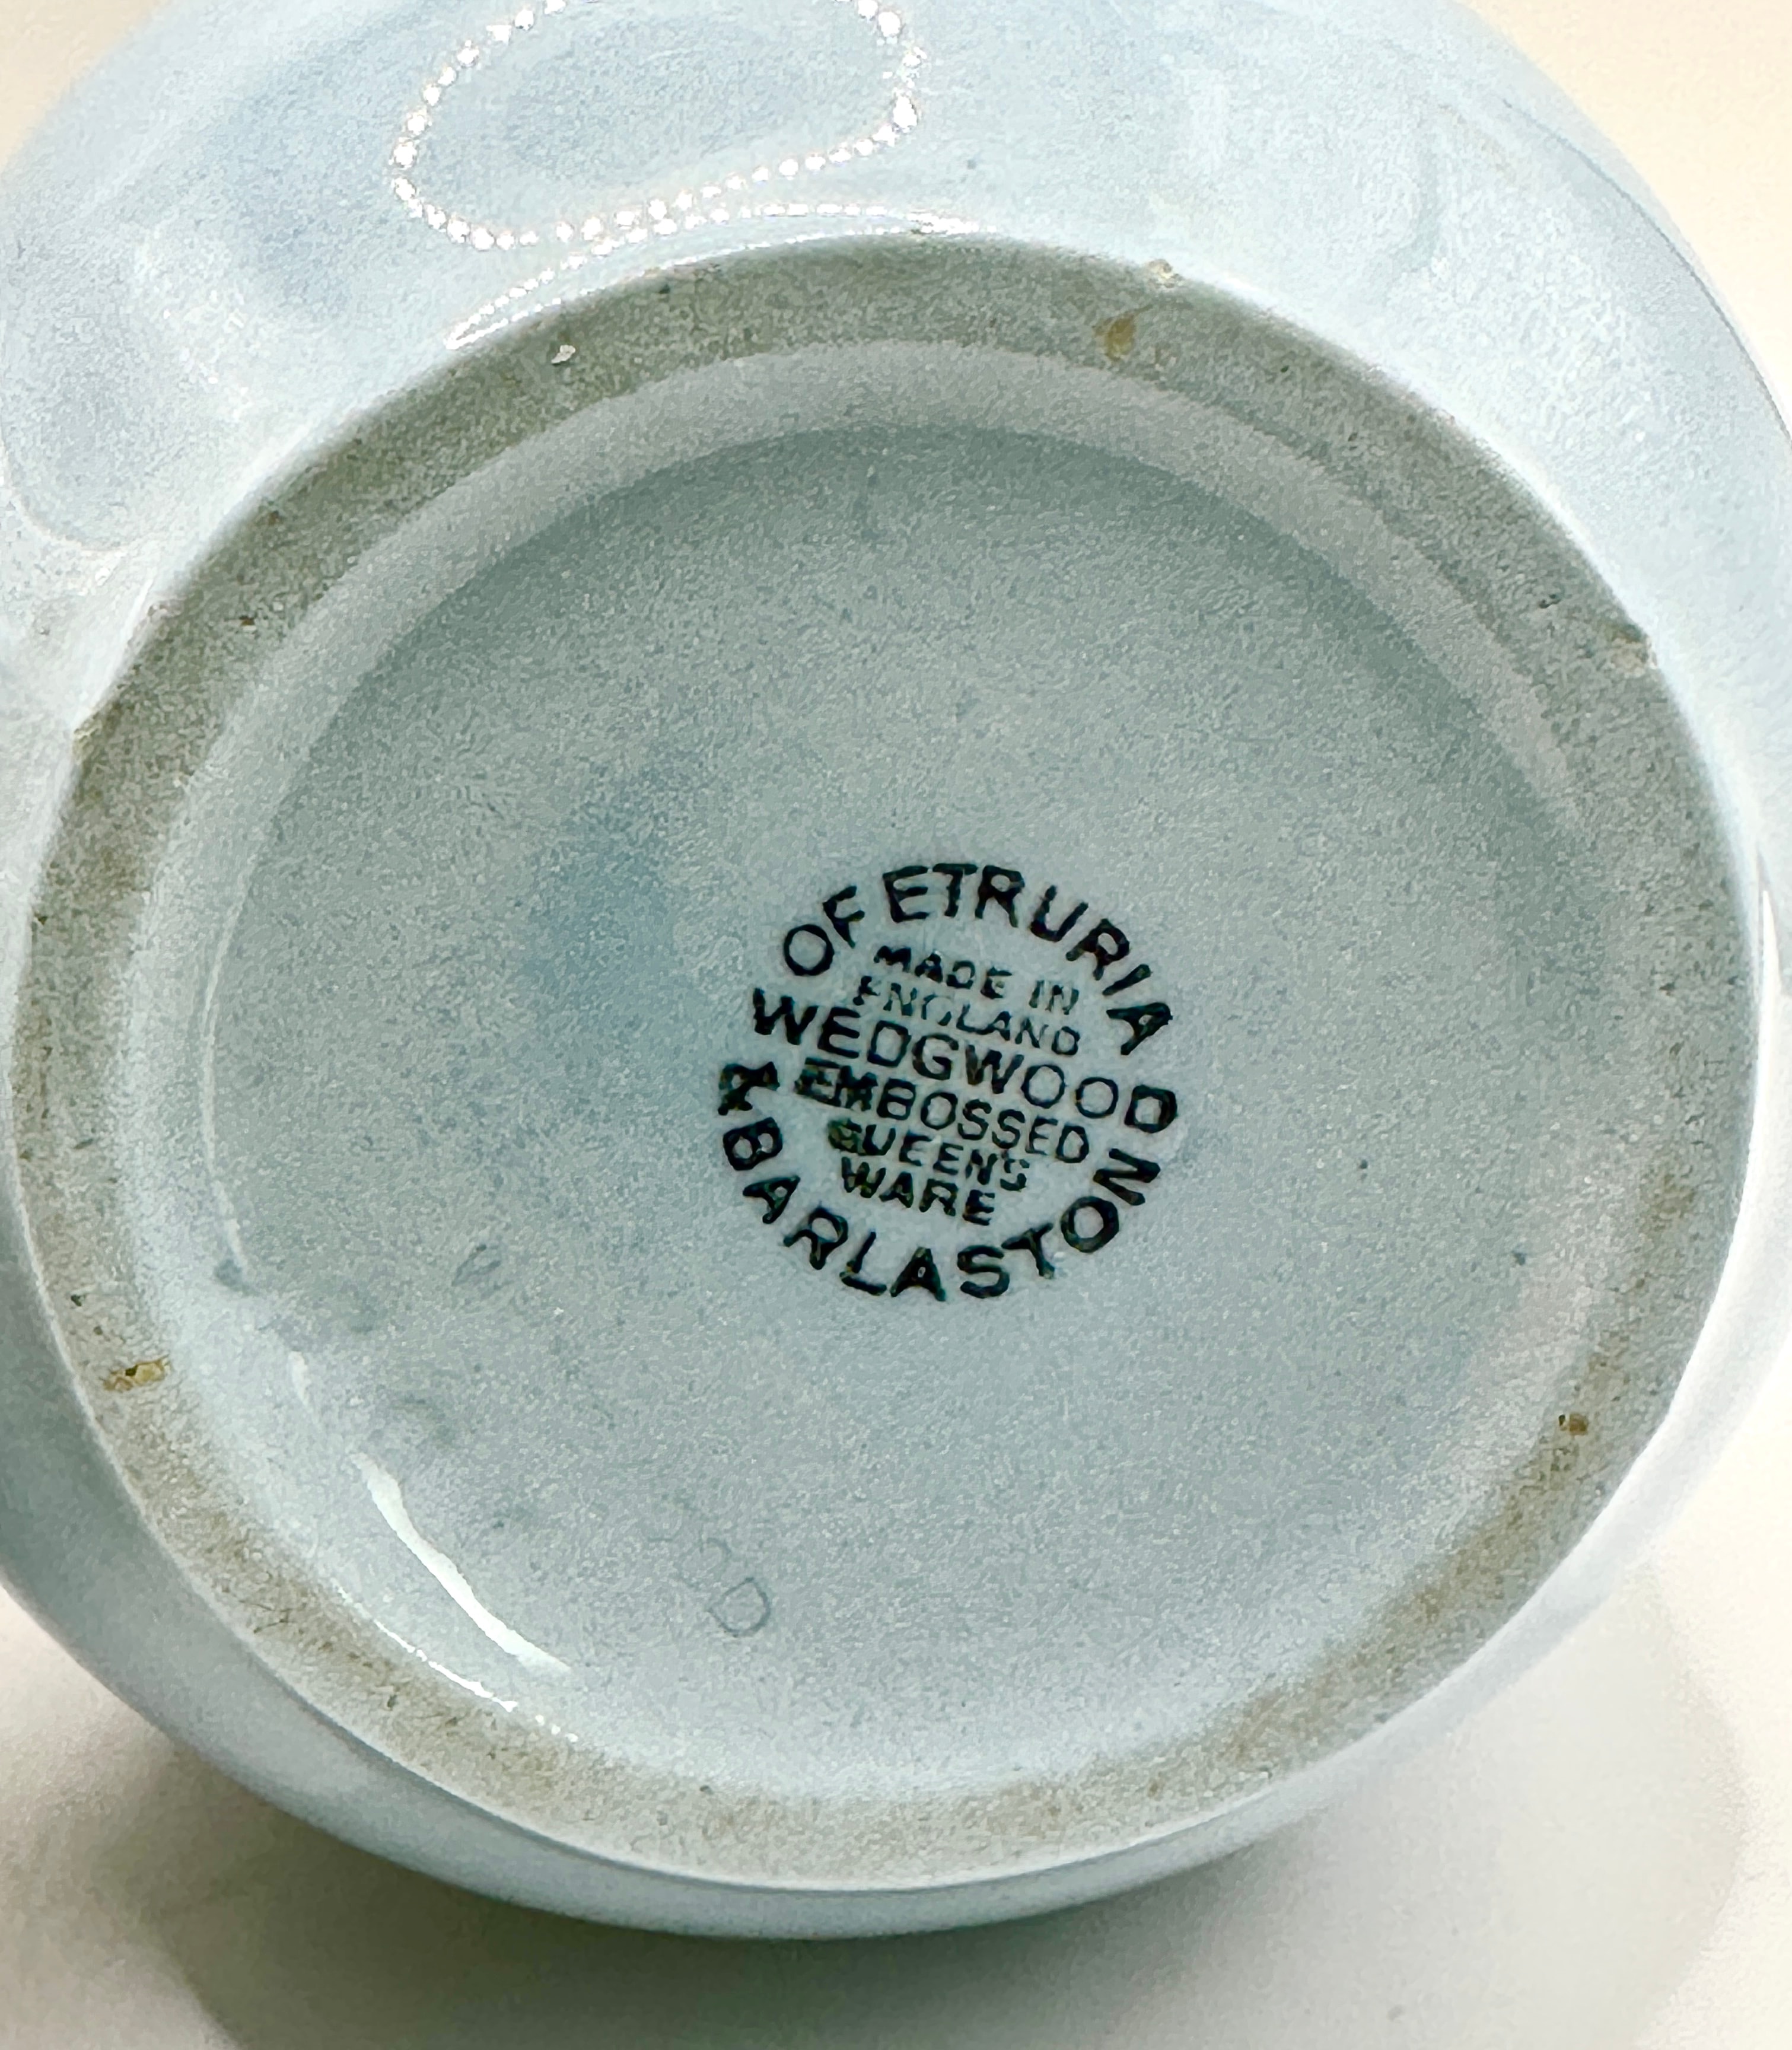 OF ETRURIA
MADE IN
ENGLAND
WEDGWOOD
EMBOSSED
QUEENS
WARE
& BARLASTON